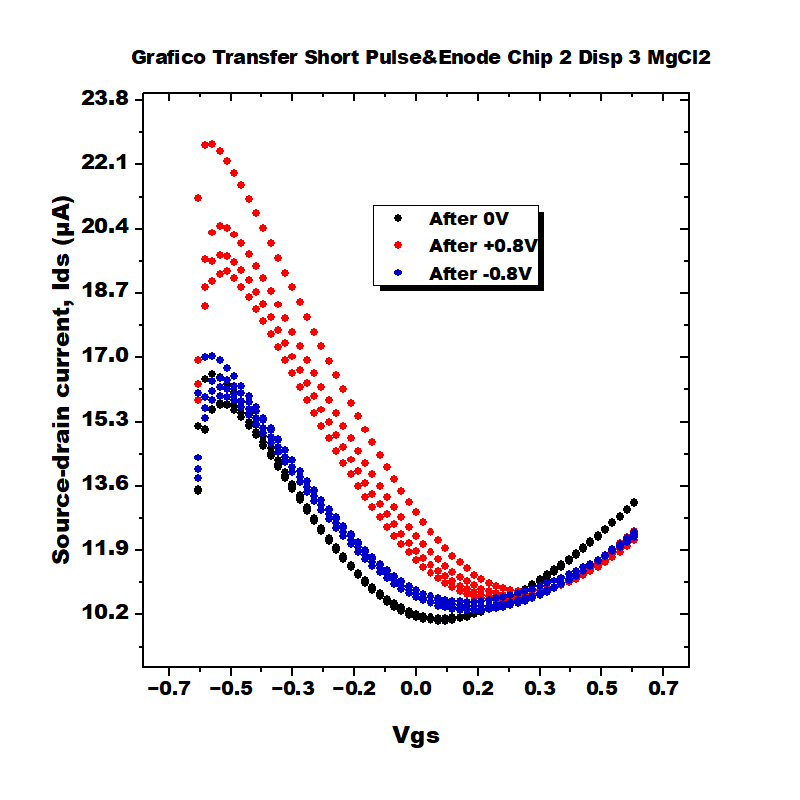 Grafico Transfer Short Pulse&Enode Chip 2 Disp 3 MgCl2
23.8
22.1
20.4
18.7
17.0
15.3
13.6
11.9
10.2
Source-drain current, Ids (µA)
After 0V
After +0.8V
After -0.8V
−0.7 −0.5 −0.3 −0.2 0.0 0.2 0.3 0.5 0.7
Vgs